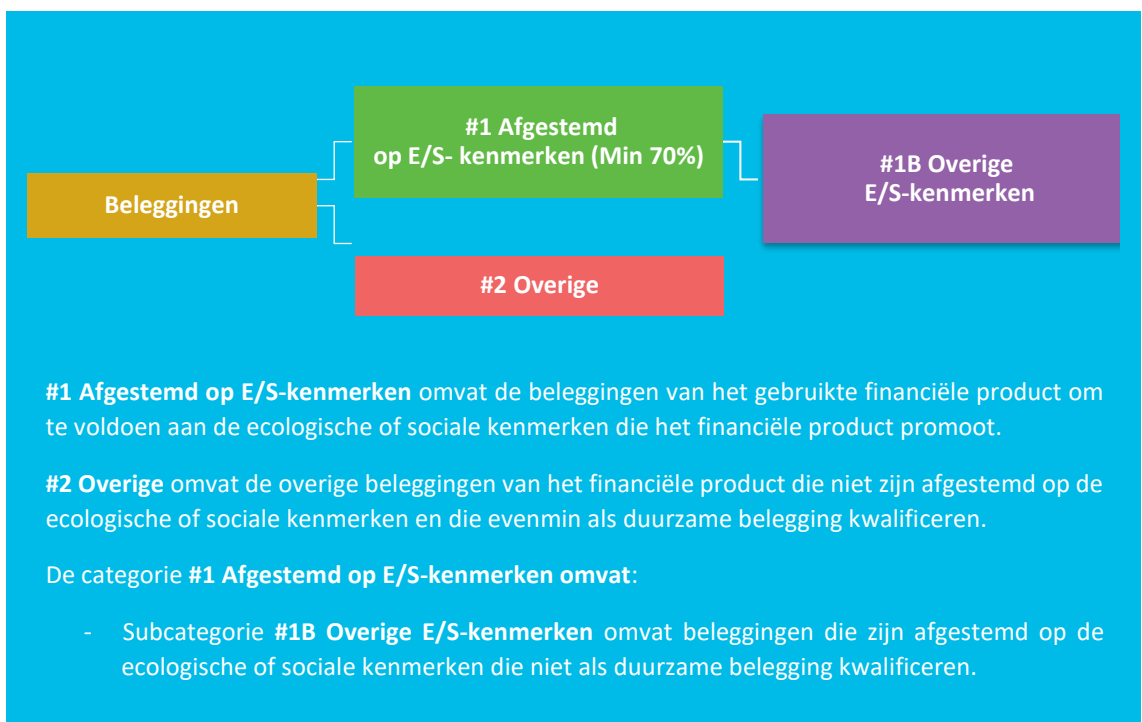 #1 Afgestemd
op E/S- kenmerken (Min 70%)
#1B Overige
E/S-kenmerken
Beleggingen
#2 Overige
#1 Afgestemd op E/S-kenmerken omvat de beleggingen van het gebruikte financiële product om
te voldoen aan de ecologische of sociale kenmerken die het financiële product promoot.
#2 Overige omvat de overige beleggingen van het financiële product die niet zijn afgestemd op de
ecologische of sociale kenmerken en die evenmin als duurzame belegging kwalificeren.
De categorie #1 Afgestemd op E/S-kenmerken omvat:
- Subcategorie #1B Overige E/S-kenmerken omvat beleggingen die zijn afgestemd op de
ecologische of sociale kenmerken die niet als duurzame belegging kwalificeren.